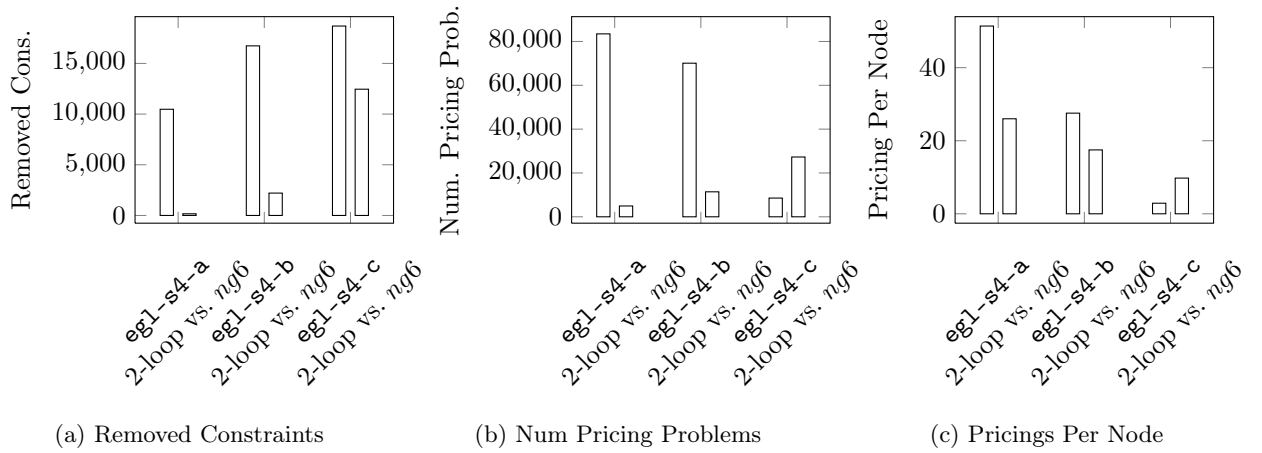 Removed Cons.
15,000
10,000
5,000
0
egl-s4-a
2-loop vs. ng6
egl-s4-b
2-loop vs. ng6
egl-s4-c
2-loop vs. ng6
(a) Removed Constraints
Num. Pricing Prob.
80,000
60,000
40,000
20,000
0
egl-s4-a
2-loop vs. ng6
egl-s4-b
2-loop vs. ng6
egl-s4-c
2-loop vs. ng6
(b) Num Pricing Problems
Pricing Per Node
40
20
0
egl-s4-a
2-loop vs. ng6
egl-s4-b
2-loop vs. ng6
egl-s4-c
2-loop vs. ng6
(c) Pricings Per Node